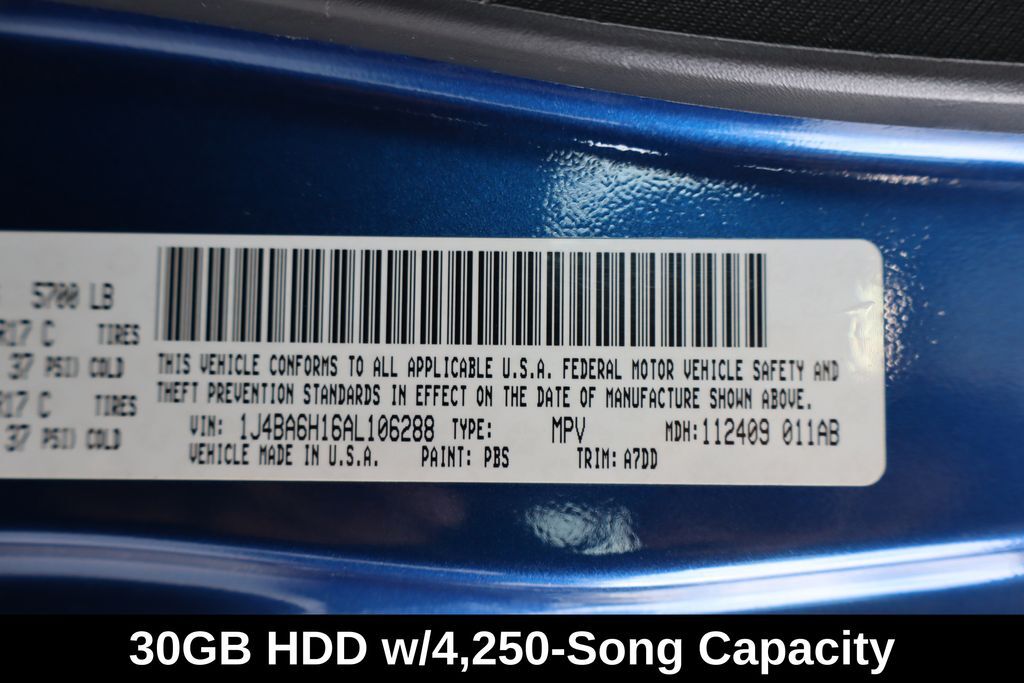 5700 LB
R17 C TIRES
37 PSI) COLD
R17 C TIRES
37 PSI) COLD
THIS VEHICLE CONFORMS TO ALL APPLICABLE U.S.A. FEDERAL MOTOR VEHICLE SAFETY AND
THEFT PREVENTION STANDARDS IN EFFECT ON THE DATE OF MANUFACTURE SHOWN ABOVE.
VIN: 1J4BA6H16AL106288 TYPE: MPV MDH:112409 011AB
VEHICLE MADE IN U.S.A. PAINT: PBS TRIM: A7DD
30GB HDD w/4,250-Song Capacity